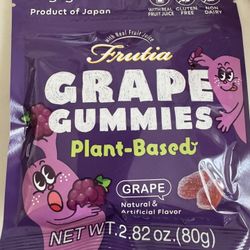 Product of Japan
WITH REAL
FRUIT JUICE
GLUTEN
FREE
NON
DAIRY
With Real Fruit Juice
Frutia
GRAPE
GUMMIES
Plant-Based
GRAPE
Natural &
Artificial Flavor
NET WT. 2.82 oz. (80g)